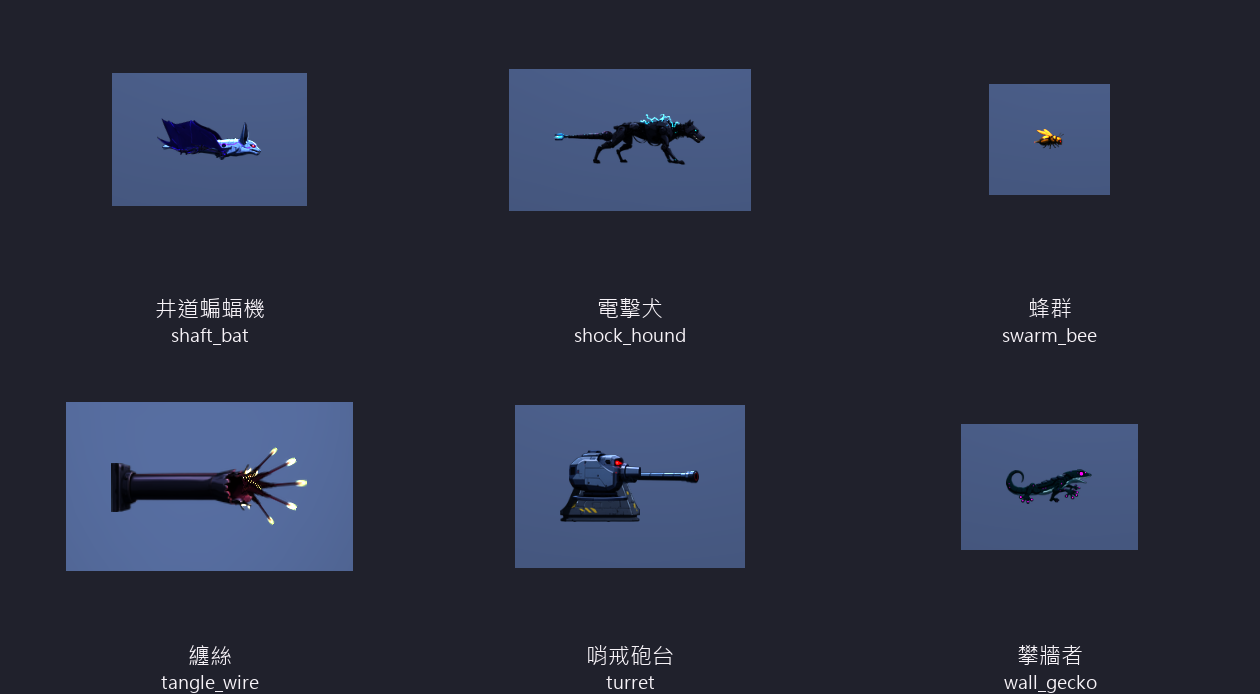 井道蝙蝠機
shaft_bat
電擊犬
shock_hound
蜂群
swarm_bee
纏絲
tangle_wire
哨戒砲台
turret
攀牆者
wall_gecko